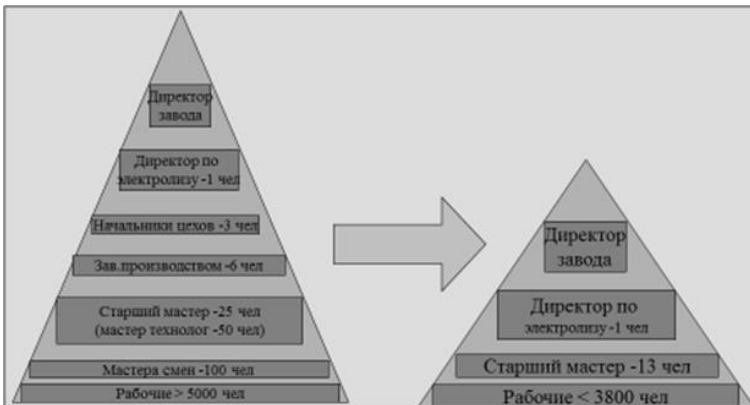 Директор
завода
Директор по
электролизу -1 чел
Начальники цехов -3 чел
Зав.производством -6 чел
Старший мастер -25 чел
(мастер технолог -50 чел)
Мастера смен -100 чел
Рабочие > 5000 чел
Директор
завода
Директор по
электролизу -1 чел
Старший мастер -13 чел
Рабочие < 3800 чел